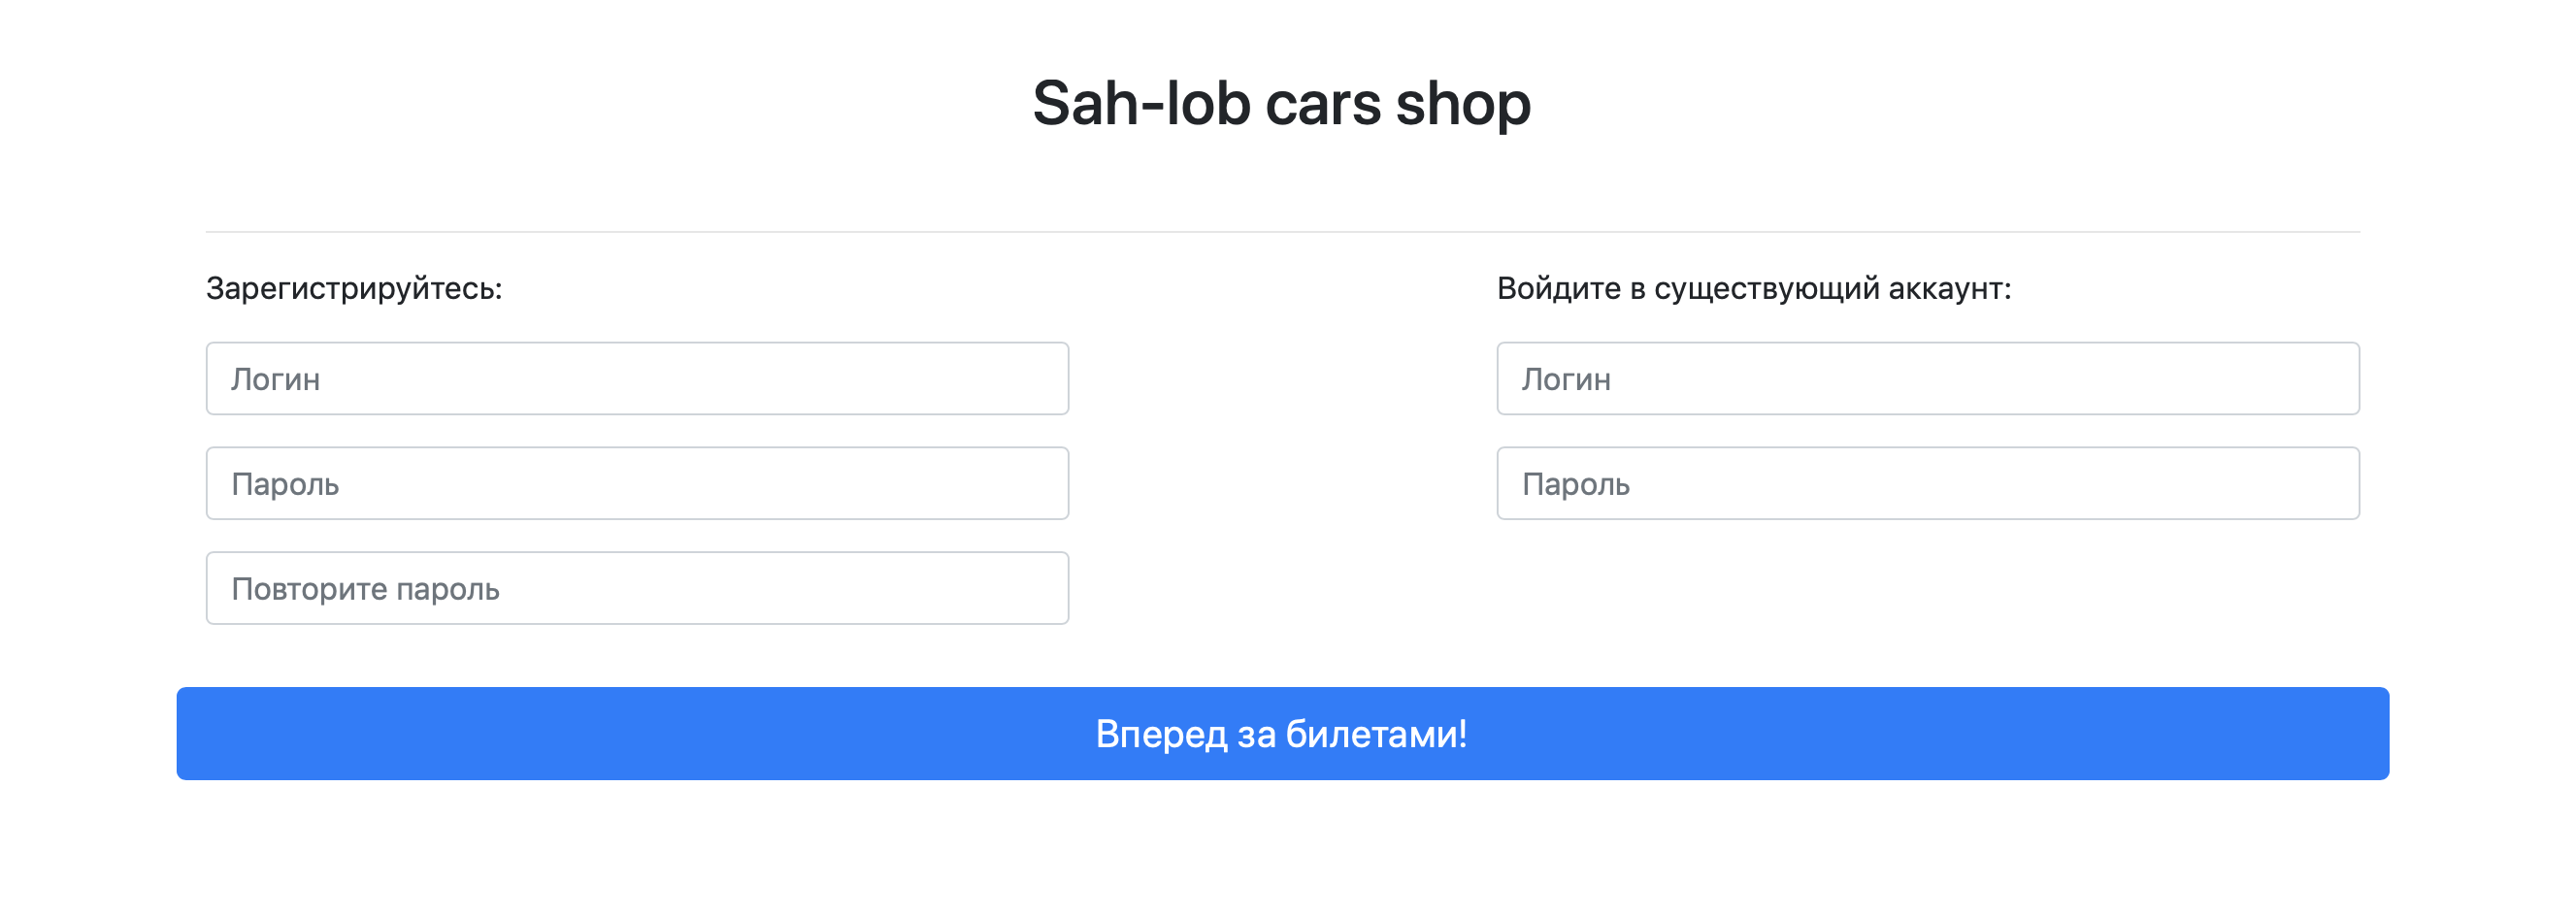 Sah-lob cars shop
Зарегистрируйтесь:
Логин
Пароль
Повторите пароль
Войдите в существующий аккаунт:
Логин
Пароль
Вперед за билетами!